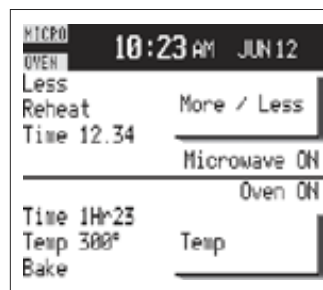 MICRO
OVEN
10:23 AM JUN 12
Less
Reheat
Time 12.34
More / Less
Microwave ON
Oven ON
Time 1Hr23
Temp 300°
Bake
Temp